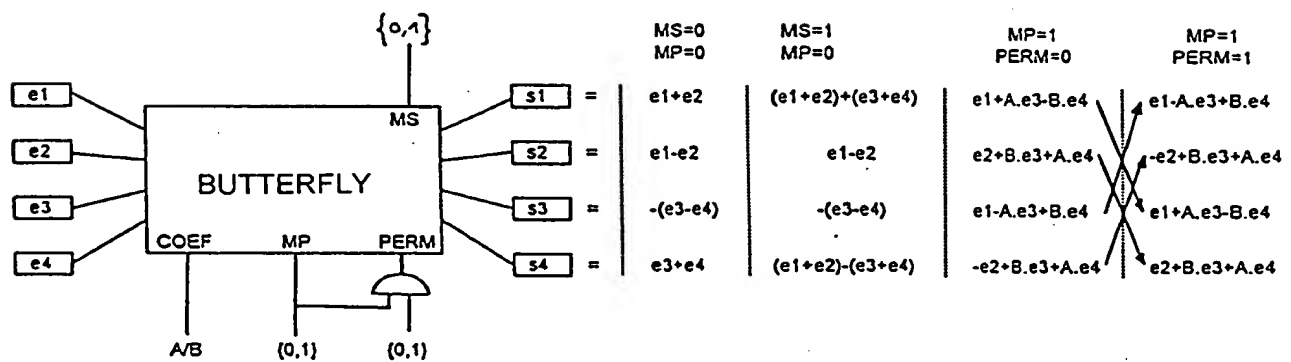 {0,1}
MS=0 MS=1 MP=1 MP=1
MP=0 MP=0 PERM=0 PERM=1
e1 s1 = e1+e2 (e1+e2)+(e3+e4) e1+A.e3-B.e4 e1-A.e3+B.e4
MS
e2 s2 = e1-e2 e1-e2 e2+B.e3+A.e4 -e2+B.e3+A.e4
BUTTERFLY
e3 s3 = -(e3-e4) -(e3-e4) e1-A.e3+B.e4 e1+A.e3-B.e4
COEF MP PERM
e4 s4 = e3+e4 (e1+e2)-(e3+e4) -e2+B.e3+A.e4 e2+B.e3+A.e4
A/B {0,1} {0,1}